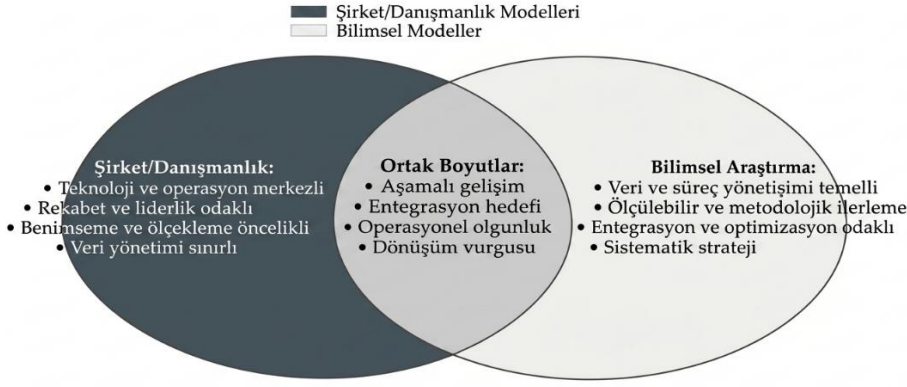 Şirket/Danışmanlık Modelleri
Bilimsel Modeller
Şirket/Danışmanlık:
• Teknoloji ve operasyon merkezli
• Rekabet ve liderlik odaklı
• Benimseme ve ölçekleme öncelikli
• Veri yönetimi sınırlı
Ortak Boyutlar:
• Aşamalı gelişim
• Entegrasyon hedefi
• Operasyonel olgunluk
• Dönüşüm vurgusu
Bilimsel Araştırma:
• Veri ve süreç yönetişimi temelli
• Ölçülebilir ve metodolojik ilerleme
• Entegrasyon ve optimizasyon odaklı
• Sistematik strateji